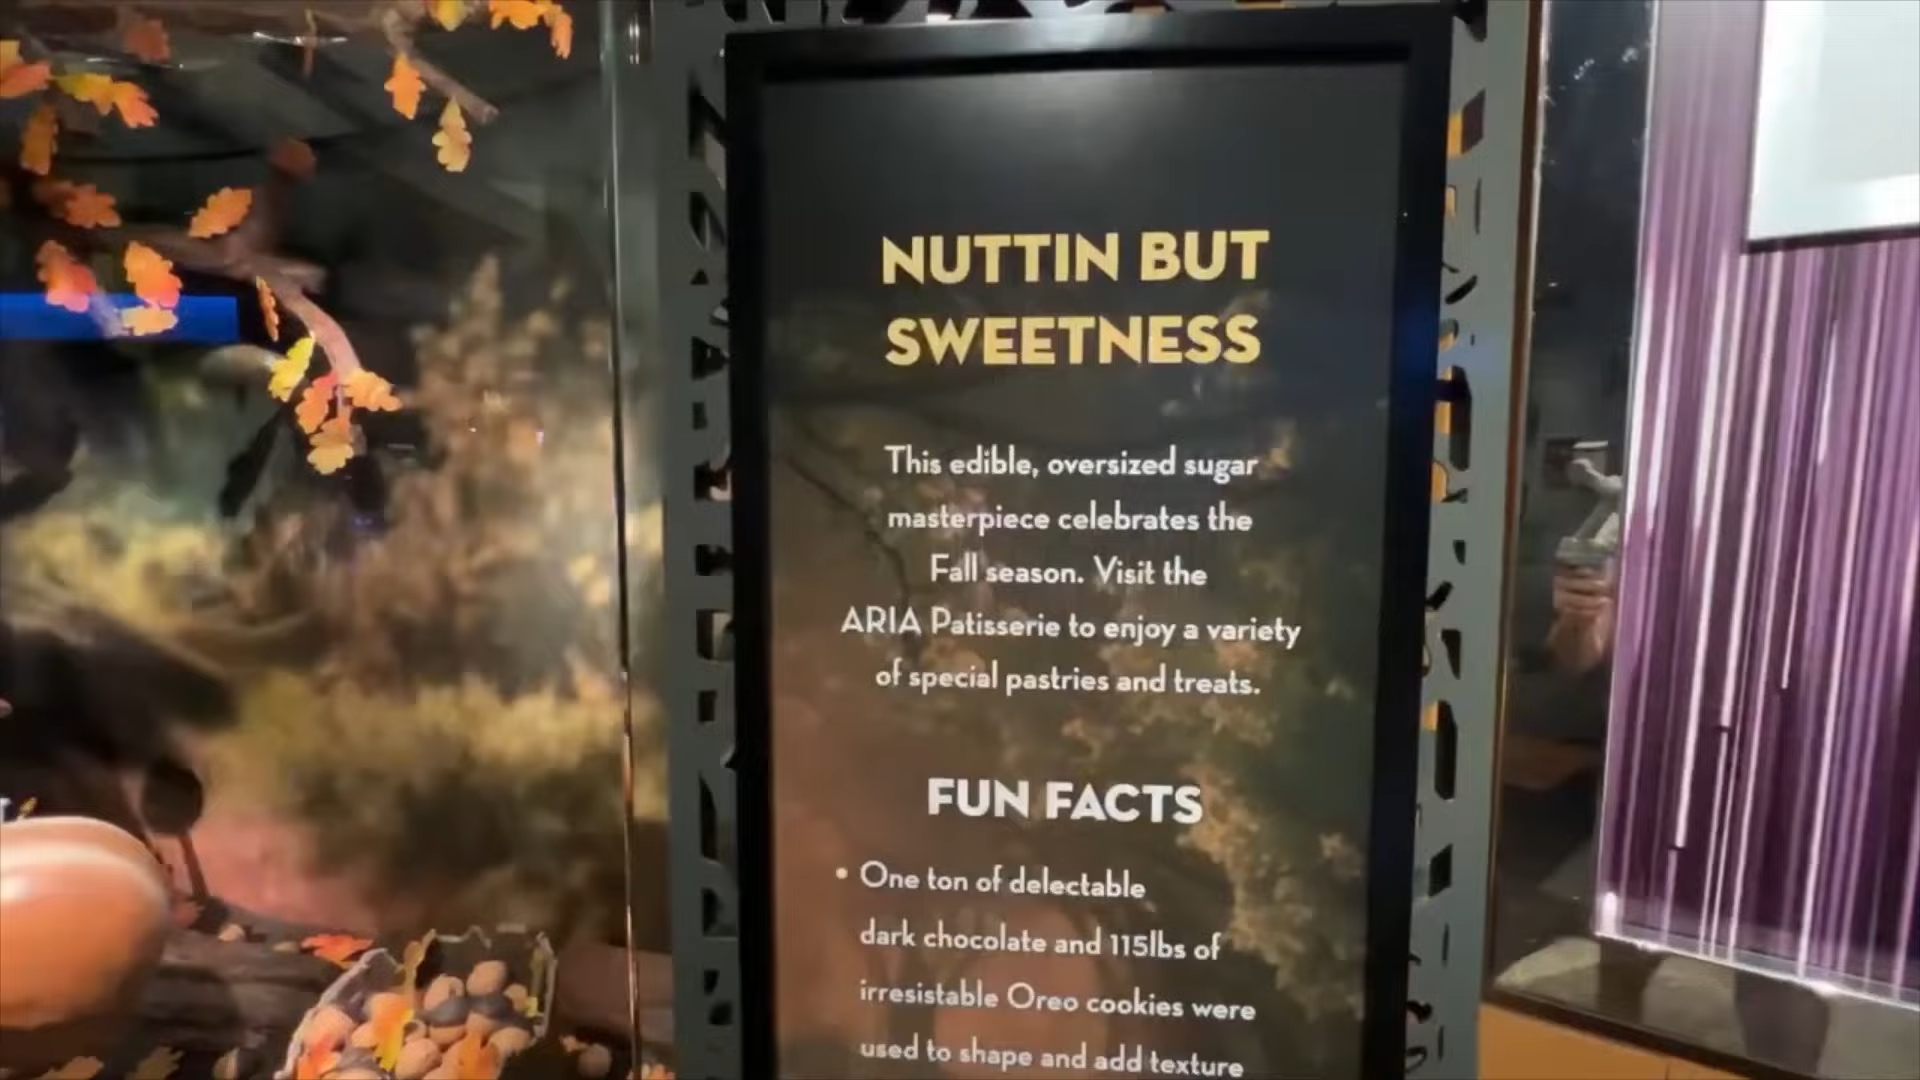 NUTTIN BUT
SWEETNESS
This edible, oversized sugar
masterpiece celebrates the
Fall season. Visit the
ARIA Patisserie to enjoy a variety
of special pastries and treats.
FUN FACTS
• One ton of delectable
dark chocolate and 115lbs of
irresistable Oreo cookies were
used to shape and add texture